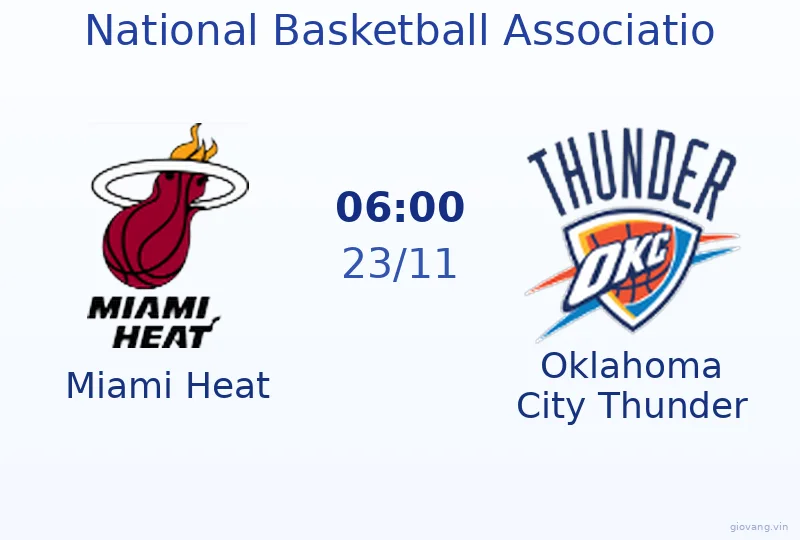 National Basketball Associatio
THUNDER
OKC
MIAMI
HEAT
06:00
23/11
Miami Heat
Oklahoma
City Thunder
giovang.vin